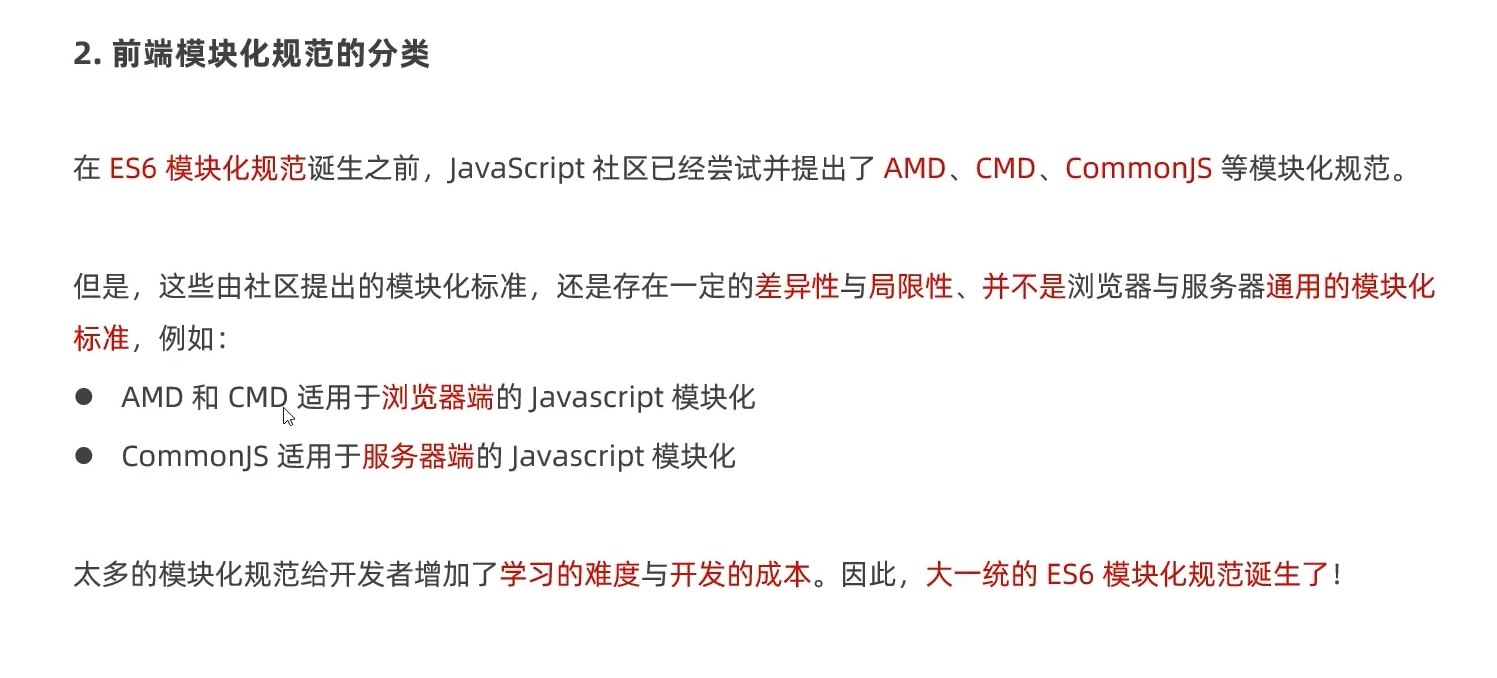 2. 前端模块化规范的分类
在 ES6 模块化规范诞生之前，JavaScript 社区已经尝试并提出了 AMD、CMD、CommonJS 等模块化规范。
但是，这些由社区提出的模块化标准，还是存在一定的差异性与局限性、并不是浏览器与服务器通用的模块化
标准，例如：
● AMD 和 CMD 适用于浏览器端的 Javascript 模块化
● CommonJS 适用于服务器端的 Javascript 模块化
太多的模块化规范给开发者增加了学习的难度与开发的成本。因此，大一统的 ES6 模块化规范诞生了！